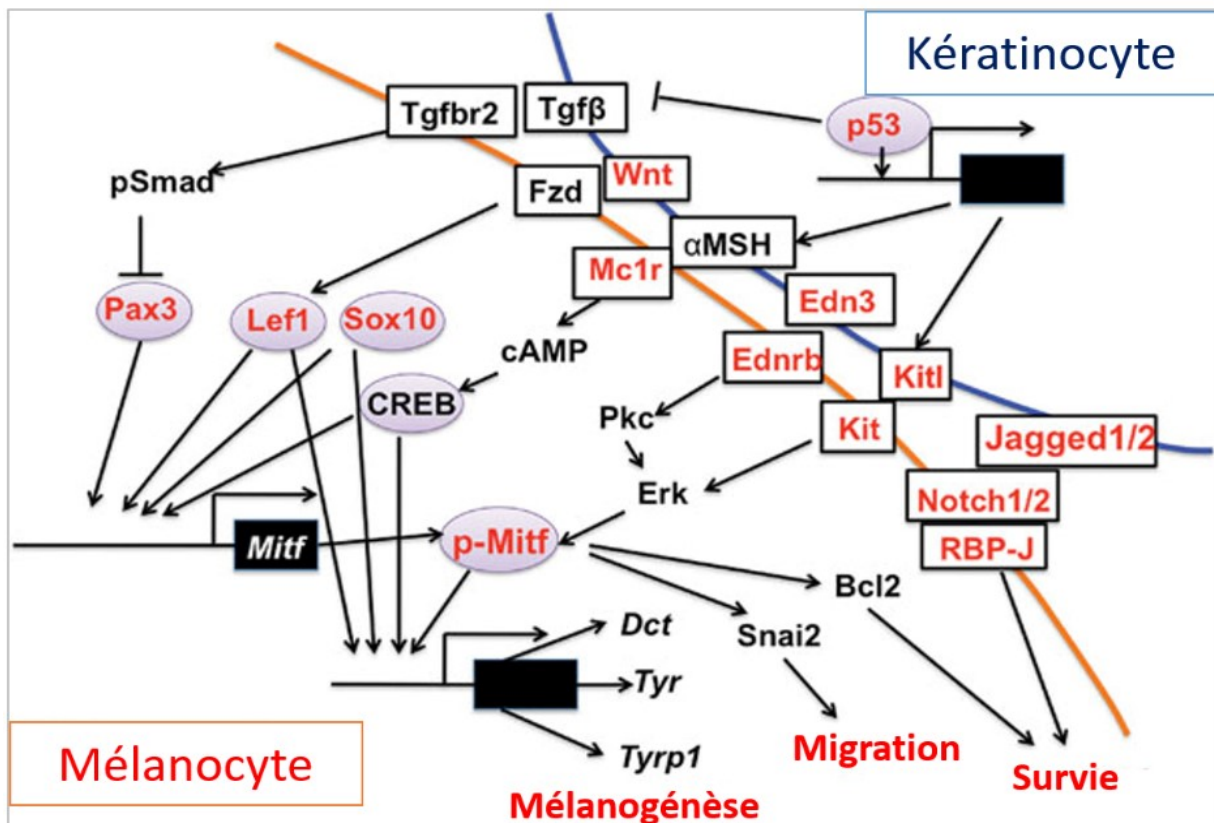 Kératinocyte
Tgfbr2
Tgfβ
p53
pSmad
Fzd
Wnt
αMSH
Mc1r
Pax3
Lef1
Sox10
Edn3
cAMP
Ednrb
Kitl
CREB
Pkc
Kit
Jagged1/2
Erk
Notch1/2
Mitf
p-Mitf
RBP-J
Bcl2
Dct
Snai2
Tyr
Tyrp1
Migration
Survie
Mélanocyte
Mélanogénèse